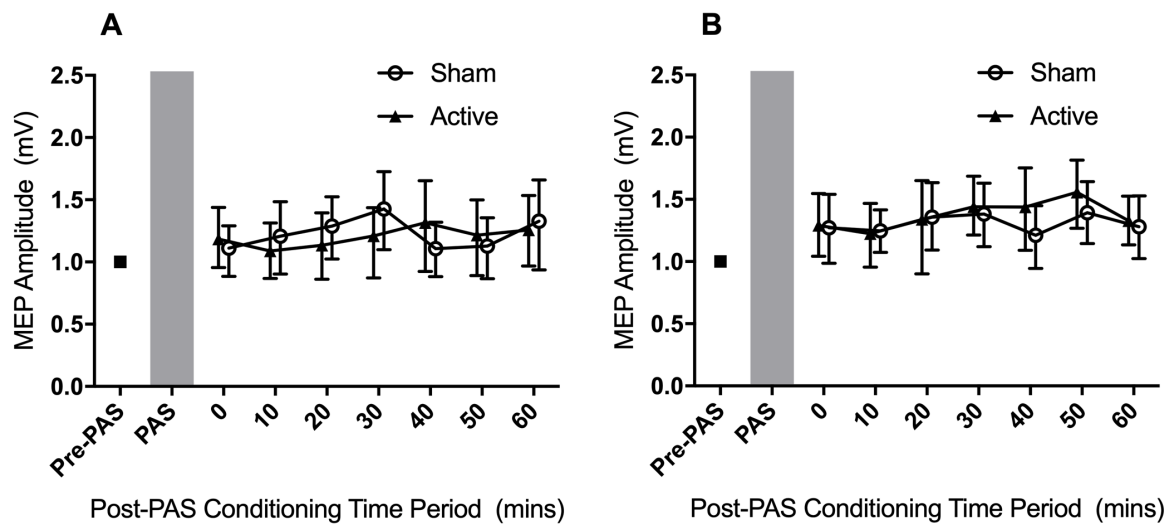 A
MEP Amplitude (mV)
2.5
2.0
1.5
1.0
0.5
0.0
Sham
Active
Pre-PAS
PAS
0
10
20
30
40
50
60
Post-PAS Conditioning Time Period (mins)
B
MEP Amplitude (mV)
2.5
2.0
1.5
1.0
0.5
0.0
Sham
Active
Pre-PAS
PAS
0
10
20
30
40
50
60
Post-PAS Conditioning Time Period (mins)